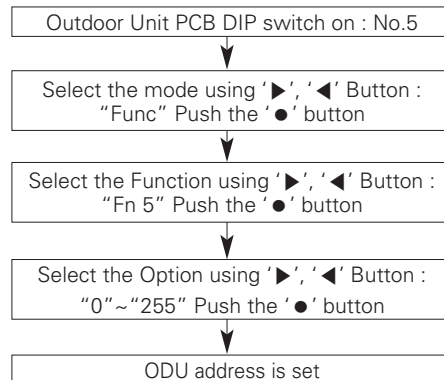 Outdoor Unit PCB DIP switch on : No.5
Select the mode using ‘▶’, ‘◀’ Button :
“Func” Push the ‘●’ button
Select the Function using ‘▶’, ‘◀’ Button :
“Fn 5” Push the ‘●’ button
Select the Option using ‘▶’, ‘◀’ Button :
“0”~“255” Push the ‘●’ button
ODU address is set